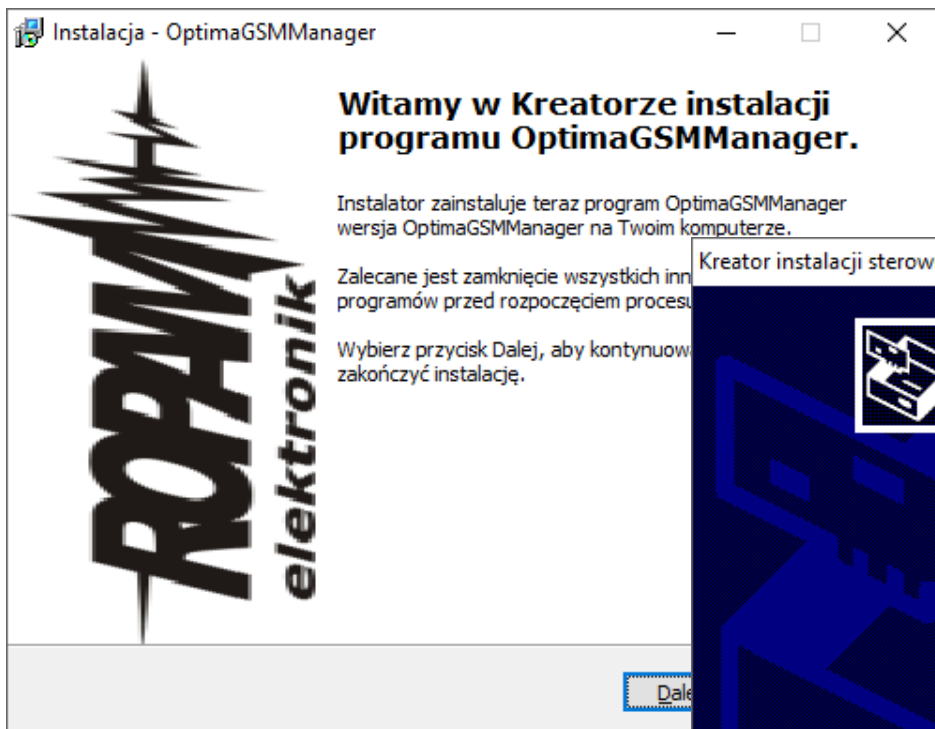 Instalacja - OptimaGSMManager
Witamy w Kreatorze instalacji
programu OptimaGSMManager.
Instalator zainstaluje teraz program OptimaGSMManager
wersja OptimaGSMManager na Twoim komputerze.
Zalecane jest zamknięcie wszystkich inn
programów przed rozpoczęciem procesu
Wybierz przycisk Dalej, aby kontynuow
zakończyć instalację.
ROPAM
elektronik
Kreator instalacji sterow
Dale